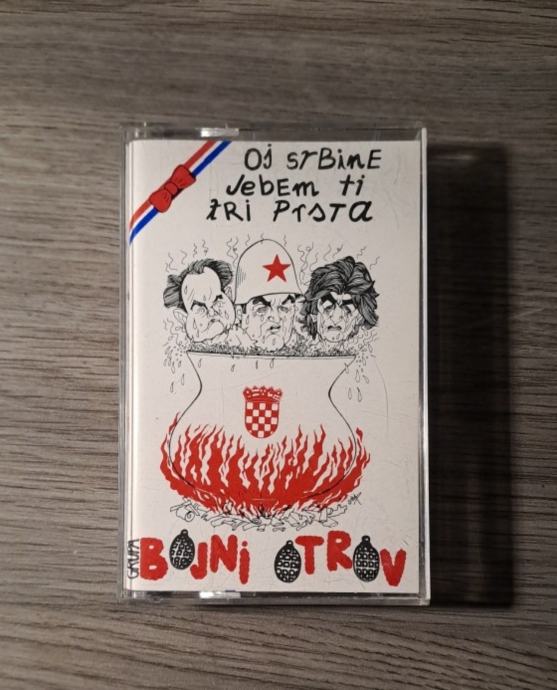 Oj SrBinE
JebEm ti
tRi PrsTa
GRUPA
BOJNi OTROV